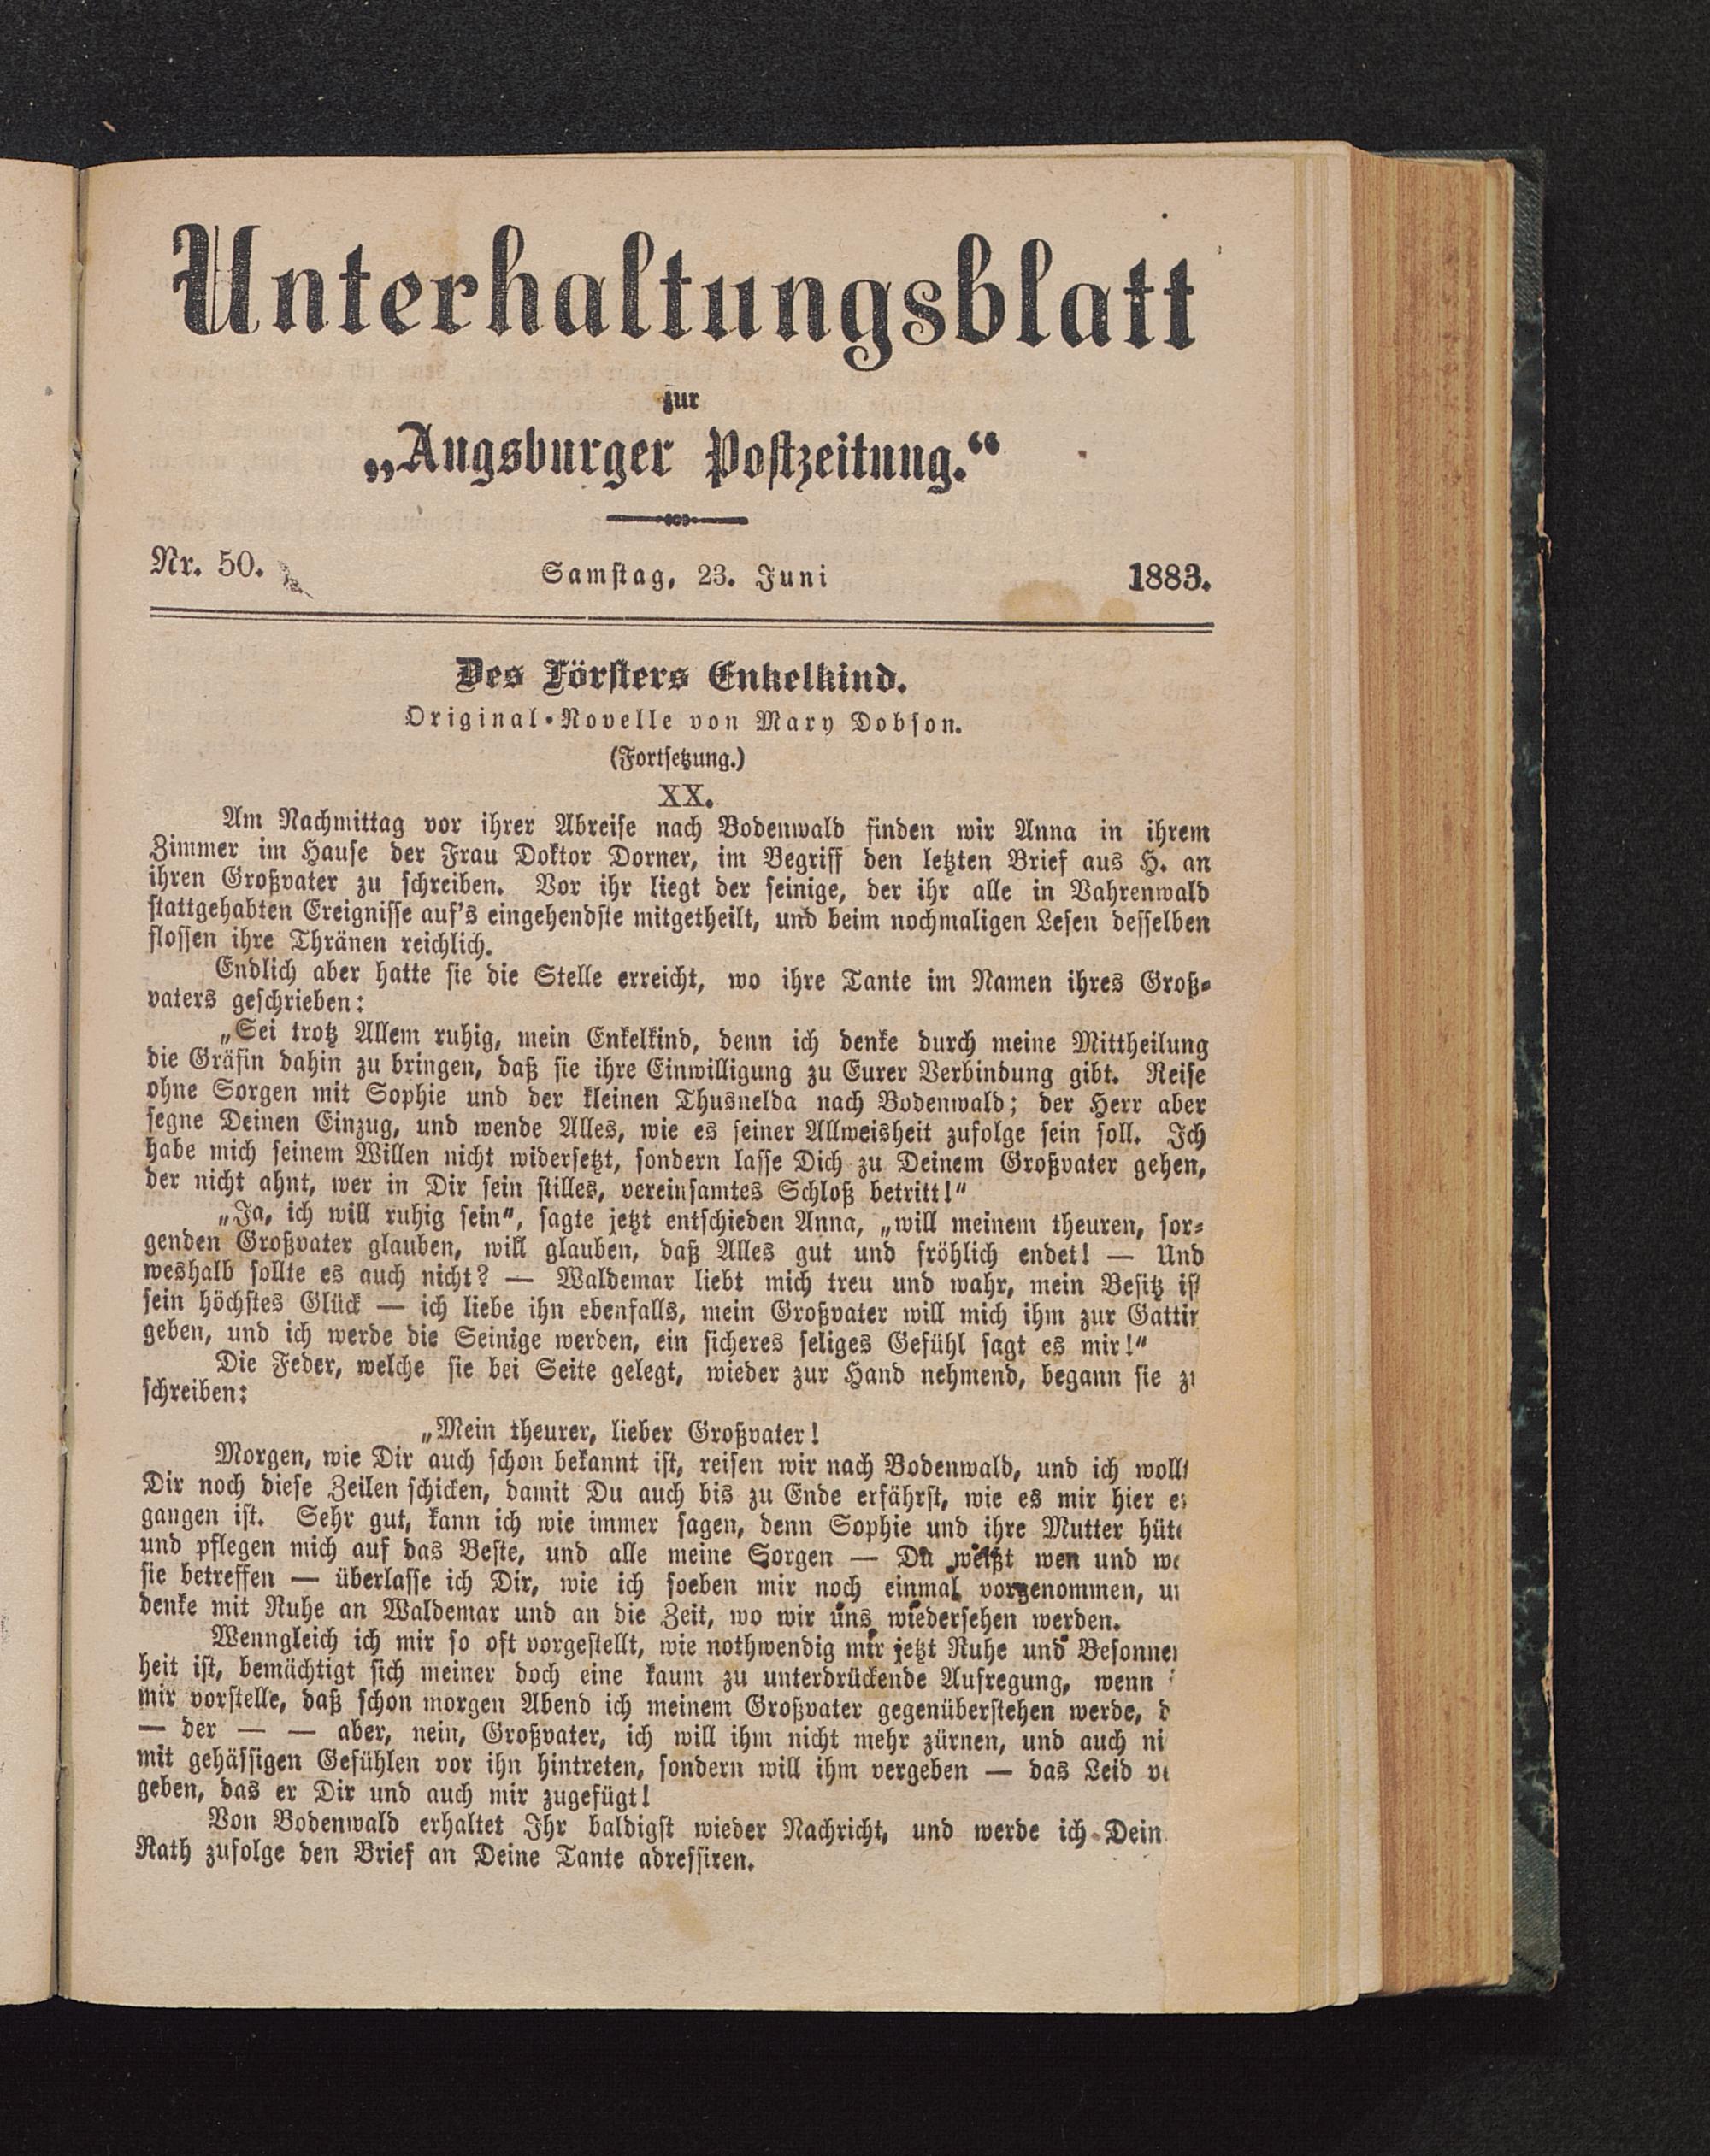 Unterhaltungsblatt
zur
„Augsburger Postzeitung.“
Nr. 50.
Samstag, 23. Juni
1883.
Des Försters Enkelkind.
Original-Novelle von Mary Dobson.
(Fortsetzung.)
XX.
Am Nachmittag vor ihrer Abreise nach Bodenwald finden wir Anna in ihrem
Zimmer im Hause der Frau Doktor Dorner, im Begriff den letzten Brief aus H. an
ihren Großvater zu schreiben. Vor ihr liegt der seinige, der ihr alle in Vahrenwald
stattgehabten Ereignisse auf's eingehendste mitgetheilt, und beim nochmaligen Lesen desselben
flossen ihre Thränen reichlich.
Endlich aber hatte sie die Stelle erreicht, wo ihre Tante im Namen ihres Groß-
vaters geschrieben:
„Sei trotz Allem ruhig, mein Enkelkind, denn ich denke durch meine Mittheilung
die Gräfin dahin zu bringen, daß sie ihre Einwilligung zu Eurer Verbindung gibt. Reise
ohne Sorgen mit Sophie und der kleinen Thusnelda nach Bodenwald; der Herr aber
segne Deinen Einzug, und wende Alles, wie es seiner Allweisheit zufolge sein soll. Ich
habe mich seinem Willen nicht widersetzt, sondern lasse Dich zu Deinem Großvater gehen,
der nicht ahnt, wer in Dir sein stilles, vereinsamtes Schloß betritt!“
„Ja, ich will ruhig sein“, sagte jetzt entschieden Anna, „will meinem theuren, sor-
genden Großvater glauben, will glauben, daß Alles gut und fröhlich endet! — Und
weshalb sollte es auch nicht? — Waldemar liebt mich treu und wahr, mein Besitz ist
sein höchstes Glück — ich liebe ihn ebenfalls, mein Großvater will mich ihm zur Gattin
geben, und ich werde die Seinige werden, ein sicheres seliges Gefühl sagt es mir!“
Die Feder, welche sie bei Seite gelegt, wieder zur Hand nehmend, begann sie
schreiben:
„Mein theurer, lieber Großvater!
Morgen, wie Dir auch schon bekannt ist, reisen wir nach Bodenwald, und ich
Dir noch diese Zeilen schicken, damit Du auch bis zu Ende erfährst, wie es mir hier
gangen ist. Sehr gut, kann ich wie immer sagen, denn Sophie und ihre Mutter
und pflegen mich auf das Beste, und alle meine Sorgen — Du weißt wen und
sie betreffen — überlasse ich Dir, wie ich soeben mir noch einmal vorgenommen,
denke mit Ruhe an Waldemar und an die Zeit, wo wir uns wiedersehen werden.
Wenngleich ich mir so oft vorgestellt, wie nothwendig mir jetzt Ruhe und Besonnen
heit ist, bemächtigt sich meiner doch eine kaum zu unterdrückende Aufregung, wenn
mir vorstelle, daß schon morgen Abend ich meinem Großvater gegenüberstehen werde,
— der — — aber, nein, Großvater, ich will ihm nicht mehr zürnen, und auch
mit gehässigen Gefühlen vor ihn hintreten, sondern will ihm vergeben — das Leid
geben, das er Dir und auch mir zugefügt!
Von Bodenwald erhaltet Ihr baldigst wieder Nachricht, und werde ich Dein
Rath zufolge den Brief an Deine Tante adressiren.